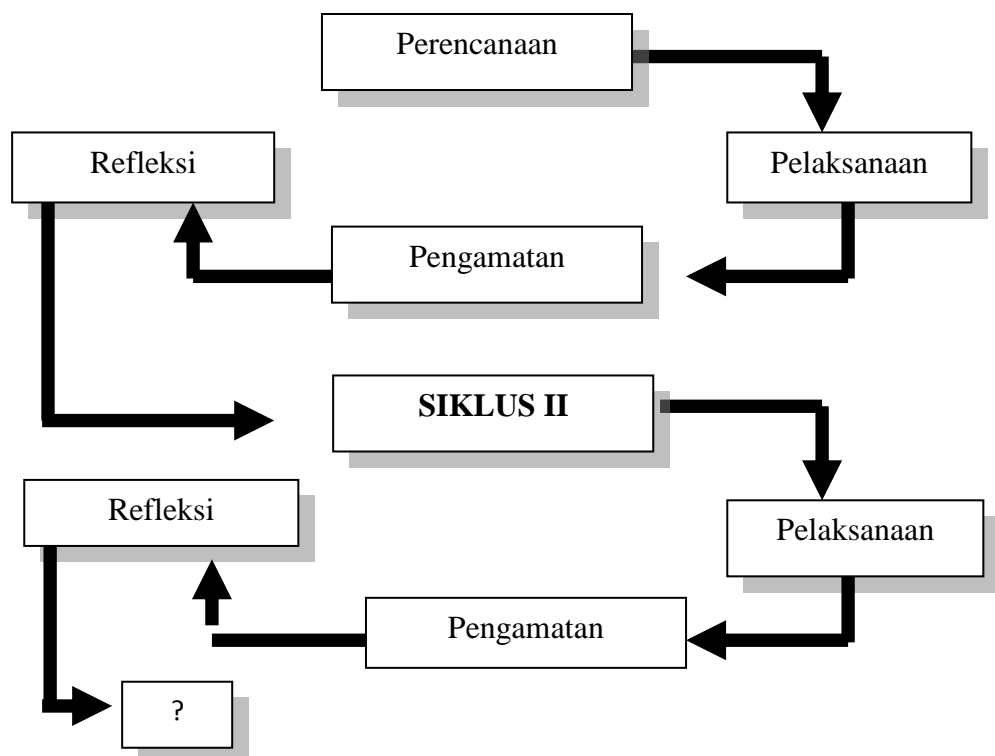 Perencanaan
Refleksi
Pelaksanaan
Pengamatan
SIKLUS II
Refleksi
Pelaksanaan
Pengamatan
?